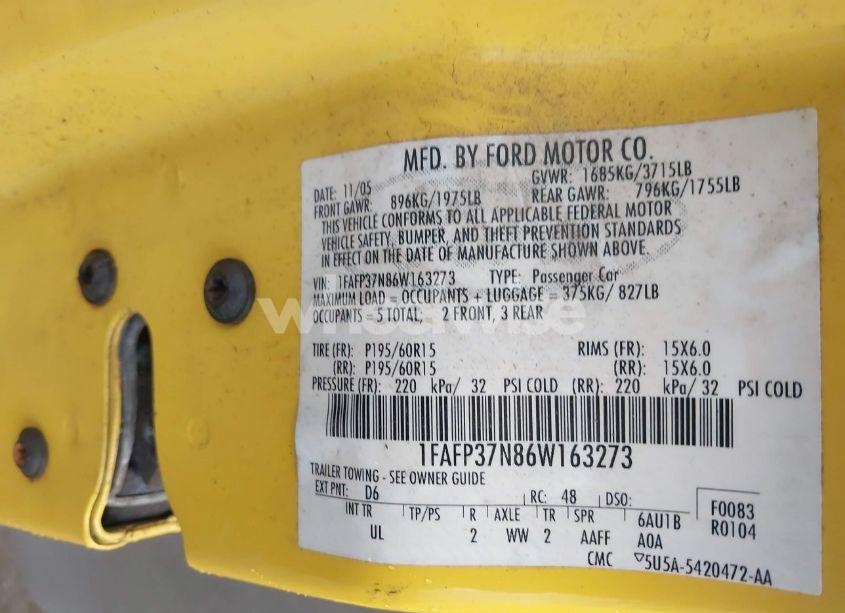 MFD. BY FORD MOTOR CO.
DATE: 11/05 GVWR: 1685KG/3715LB
FRONT GAWR: 896KG/1975LB REAR GAWR: 796KG/1755LB
THIS VEHICLE CONFORMS TO ALL APPLICABLE FEDERAL MOTOR
VEHICLE SAFETY, BUMPER, AND THEFT PREVENTION STANDARDS
IN EFFECT ON THE DATE OF MANUFACTURE SHOWN ABOVE.
VIN: 1FAFP37N86W163273 TYPE: Passenger Car
MAXIMUM LOAD = OCCUPANTS + LUGGAGE = 375KG/ 827LB
OCCUPANTS = 5 TOTAL; 2 FRONT, 3 REAR
wheelwise
TIRE (FR): P195/60R15 RIMS (FR): 15X6.0
(RR): P195/60R15 (RR): 15X6.0
PRESSURE (FR): 220 kPa/ 32 PSI COLD (RR): 220 kPa/ 32 PSI COLD
1FAFP37N86W163273
TRAILER TOWING - SEE OWNER GUIDE
EXT PNT: D6 RC: 48 DSO: F0083
INT TR TP/PS R AXLE TR SPR 6AU1B R0104
UL 2 WW 2 AAFF A0A
CMC ▽5U5A-5420472-AA